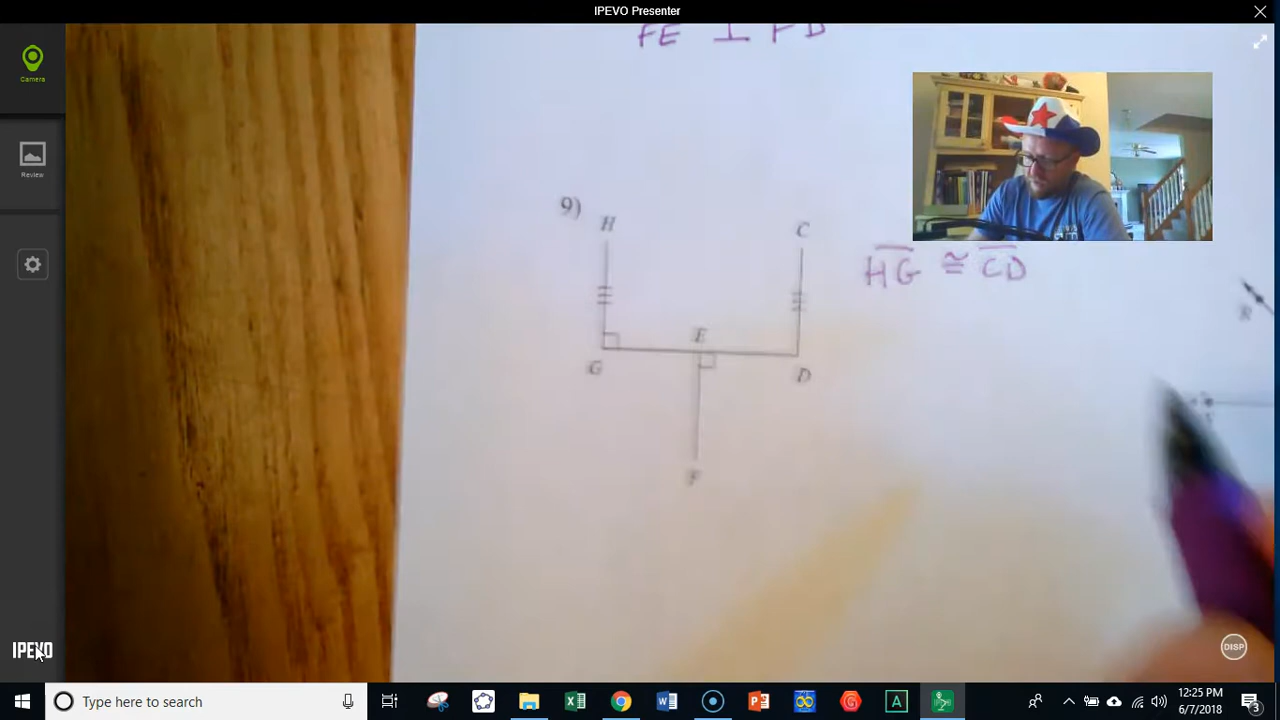 IPEVO Presenter
Camera
Review
FE ⊥ FD
9)
H
C
HG ≅ CD
E
G
D
F
R
IPEVO
DISP
Type here to search
12:25 PM
6/7/2018
3